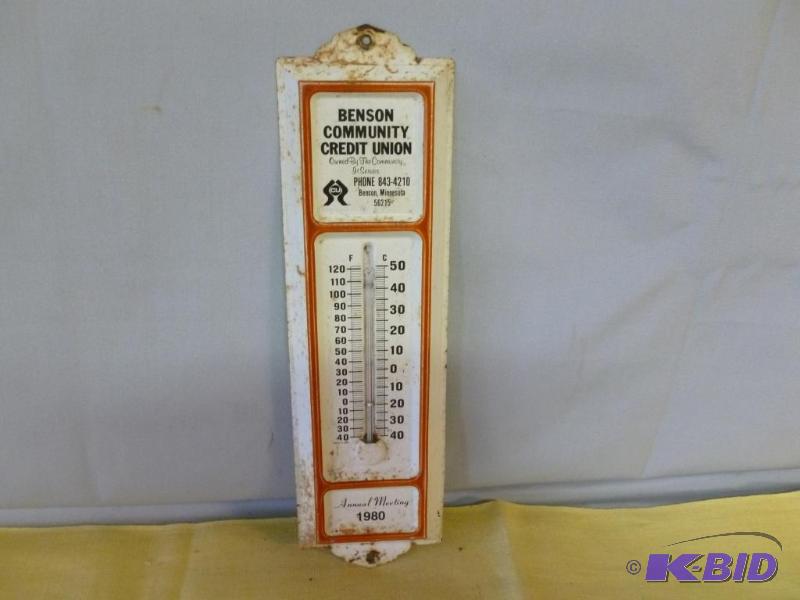 BENSON
COMMUNITY
CREDIT UNION
Owned By The Community
It Serves
CU
PHONE 843-4210
Benson, Minnesota
56215
F C
120 50
110
100 40
90 30
80
70 20
60
50 10
40
30 0
20
10 10
0
10 20
20 30
30
40 40
Annual Meeting
1980
© K-BID